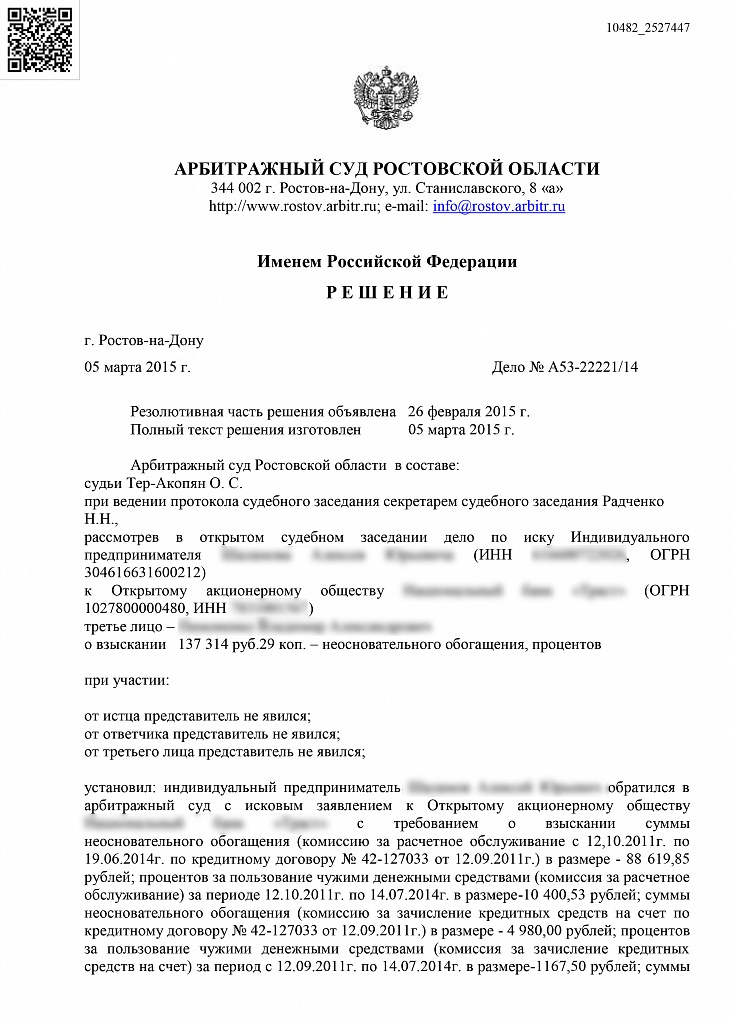 10482_2527447
АРБИТРАЖНЫЙ СУД РОСТОВСКОЙ ОБЛАСТИ
344 002 г. Ростов-на-Дону, ул. Станиславского, 8 «а»
http://www.rostov.arbitr.ru; e-mail: info@rostov.arbitr.ru
Именем Российской Федерации
Р Е Ш Е Н И Е
г. Ростов-на-Дону
05 марта 2015 г. Дело № А53-22221/14
Резолютивная часть решения объявлена 26 февраля 2015 г.
Полный текст решения изготовлен 05 марта 2015 г.
Арбитражный суд Ростовской области в составе:
судьи Тер-Акопян О. С.
при ведении протокола судебного заседания секретарем судебного заседания Радченко
Н.Н.,
рассмотрев в открытом судебном заседании дело по иску Индивидуального
предпринимателя (ИНН , ОГРН
304616631600212)
к Открытому акционерному обществу (ОГРН
1027800000480, ИНН )
третье лицо –
о взыскании 137 314 руб.29 коп. – неосновательного обогащения, процентов
при участии:
от истца представитель не явился;
от ответчика представитель не явился;
от третьего лица представитель не явился;
установил: индивидуальный предприниматель обратился в
арбитражный суд с исковым заявлением к Открытому акционерному обществу
с требованием о взыскании суммы
неосновательного обогащения (комиссию за расчетное обслуживание с 12,10.2011г. по
19.06.2014г. по кредитному договору № 42-127033 от 12.09.2011г.) в размере - 88 619,85
рублей; процентов за пользование чужими денежными средствами (комиссия за расчетное
обслуживание) за периоде 12.10.2011г. по 14.07.2014г. в размере-10 400,53 рублей; суммы
неосновательного обогащения (комиссию за зачисление кредитных средств на счет по
кредитному договору № 42-127033 от 12.09.2011г.) в размере - 4 980,00 рублей; процентов
за пользование чужими денежными средствами (комиссия за зачисление кредитных
средств на счет) за период с 12.09.2011г. по 14.07.2014г. в размере-1167,50 рублей; суммы